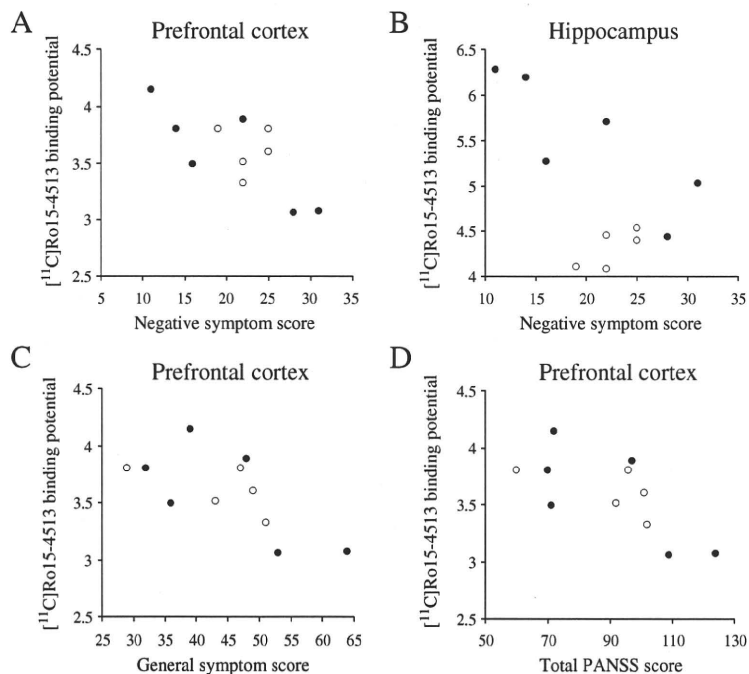 A
Prefrontal cortex
4.5
4
3.5
3
2.5
[¹¹C]Ro15-4513 binding potential
5 10 15 20 25 30 35
Negative symptom score
B
Hippocampus
6.5
6
5.5
5
4.5
4
[¹¹C]Ro15-4513 binding potential
10 15 20 25 30 35
Negative symptom score
C
Prefrontal cortex
4.5
4
3.5
3
2.5
[¹¹C]Ro15-4513 binding potential
25 30 35 40 45 50 55 60 65
General symptom score
D
Prefrontal cortex
4.5
4
3.5
3
2.5
[¹¹C]Ro15-4513 binding potential
50 70 90 110 130
Total PANSS score